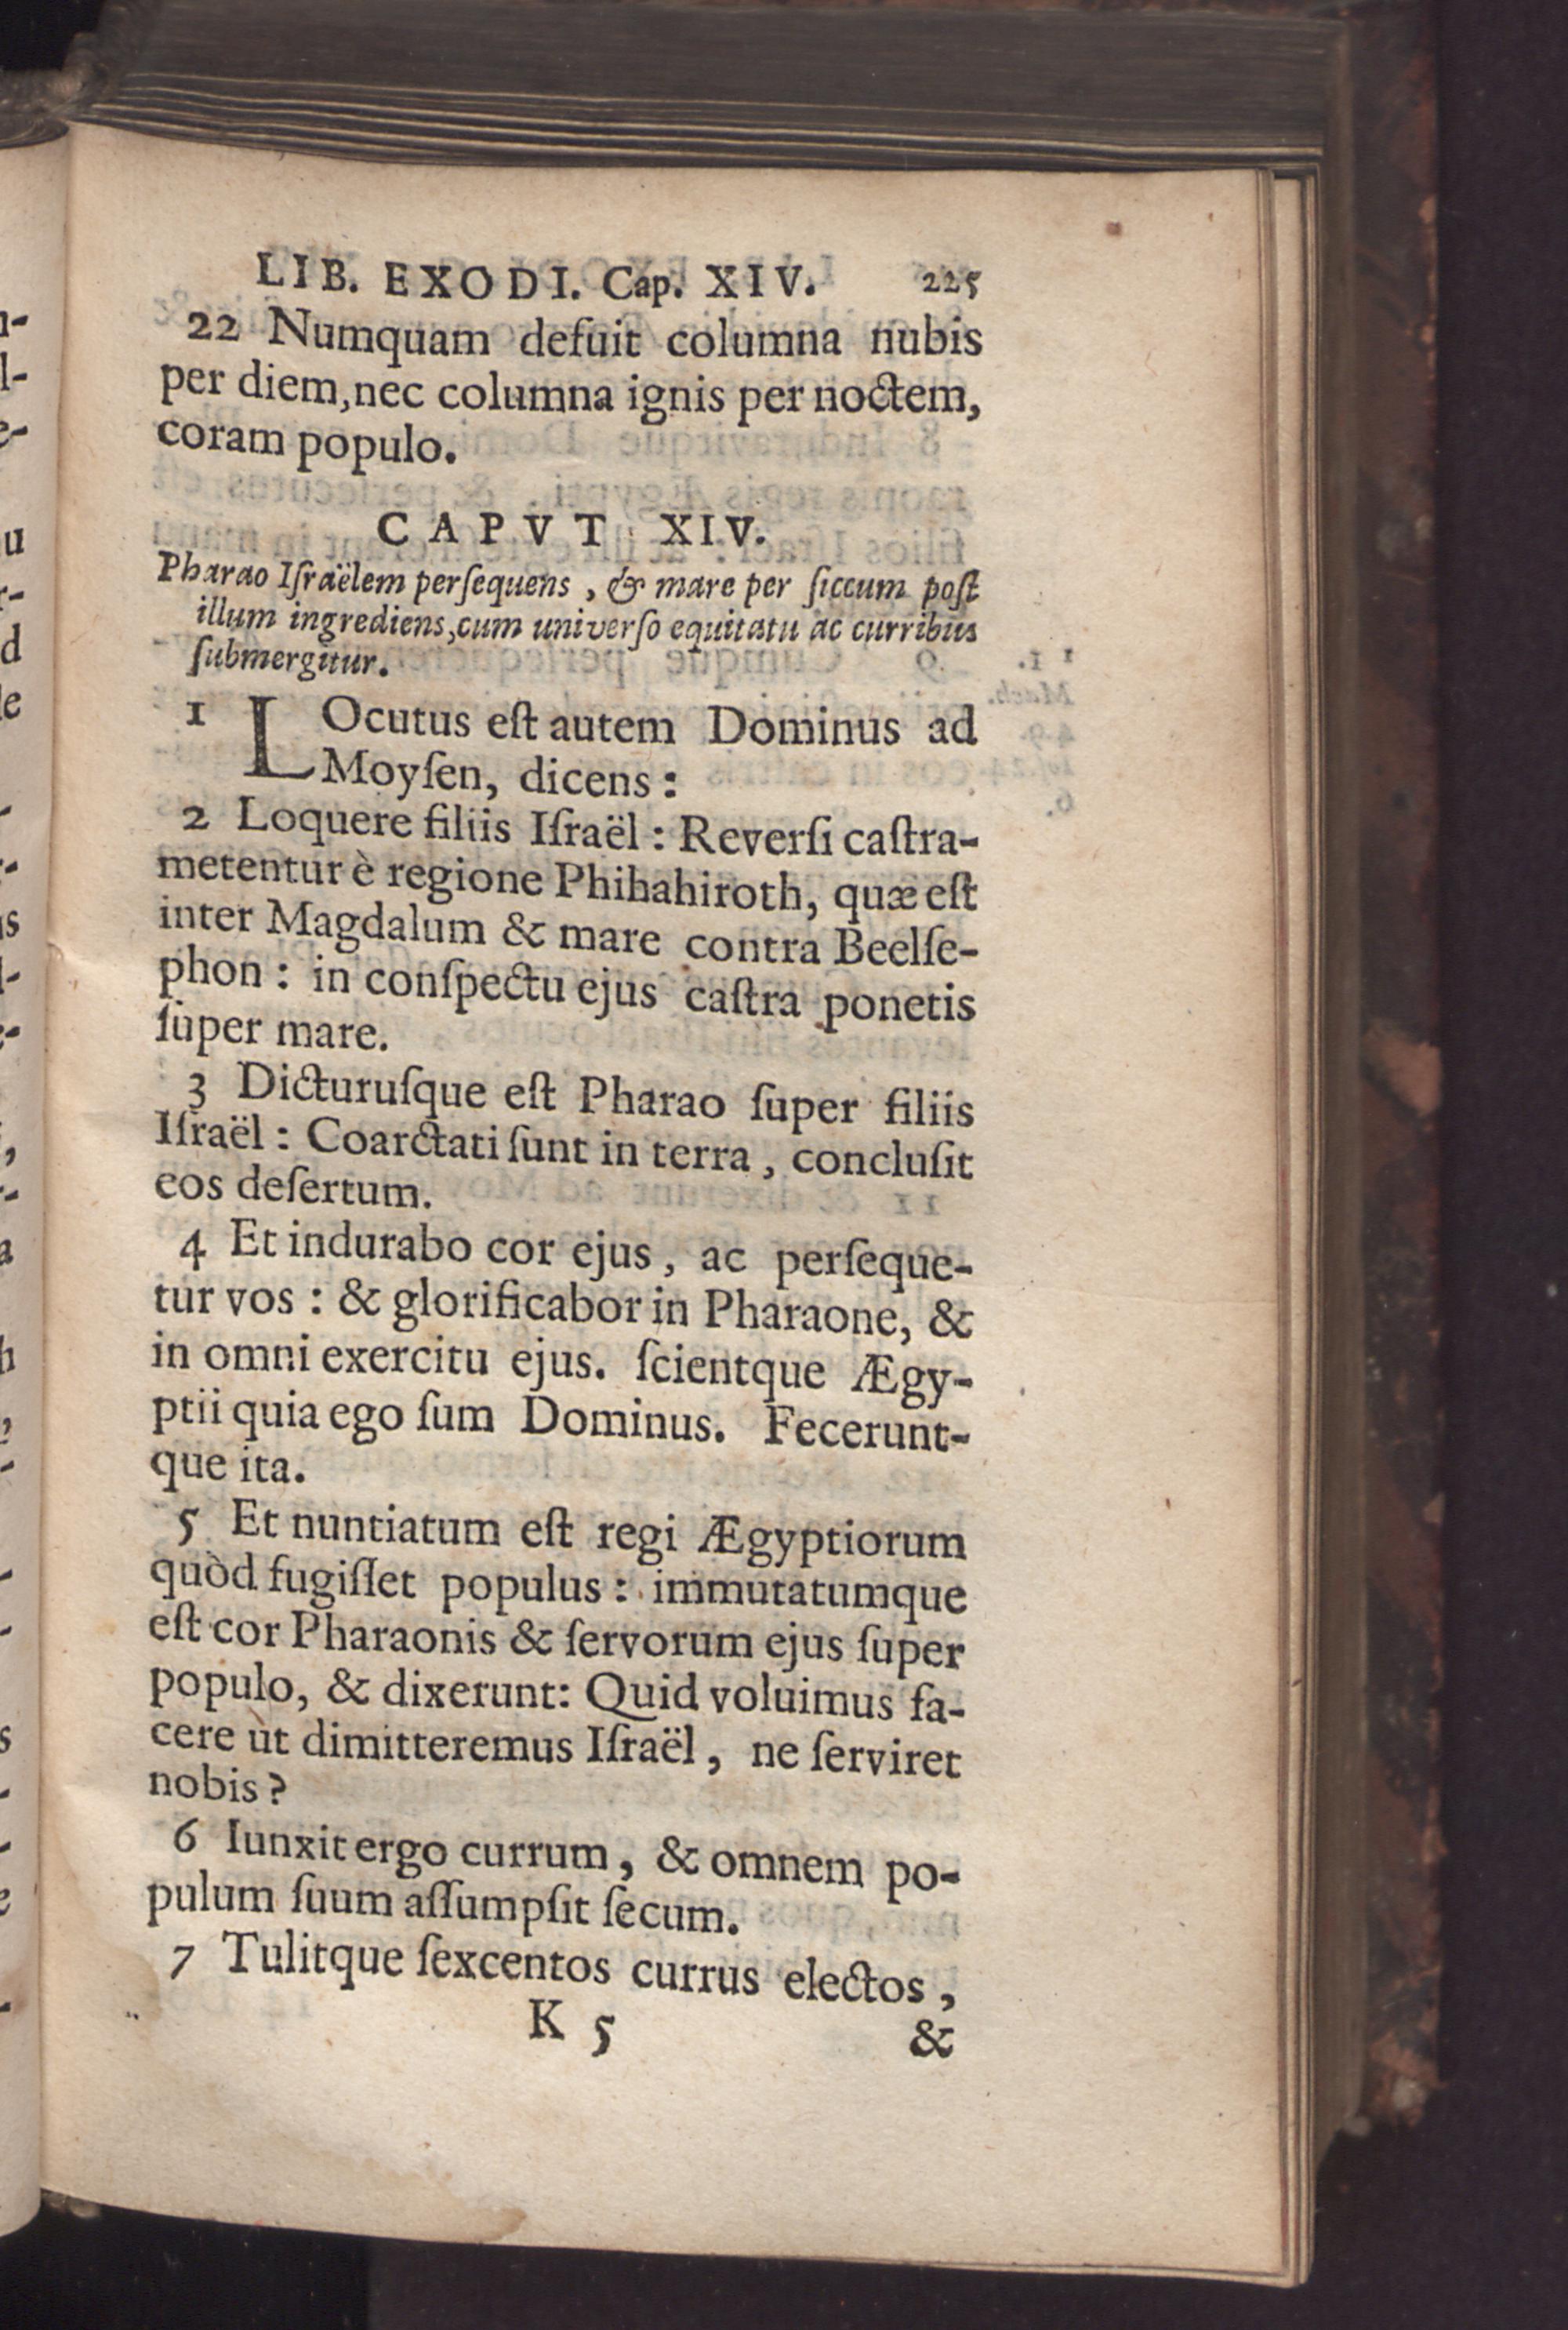 LIB. EXODI. Cap. XIV. 225
22 Numquam defuit columna nubis
per diem, nec columna ignis per noctem,
coram populo.
CAPVT XIV.
Pharao Iſraëlem perſequens, & mare per ſiccum poſt
illum ingrediens, cum univerſo equitatu ac curribus
ſubmergitur.
1 LOcutus eſt autem Dominus ad
Moyſen, dicens:
2 Loquere filiis Iſraël: Reverſi caſtra-
metentur è regione Phihahiroth, quæ eſt
inter Magdalum & mare contra Beelſe-
phon: in conſpectu ejus caſtra ponetis
ſuper mare.
3 Dicturuſque eſt Pharao ſuper filiis
Iſraël: Coarctati ſunt in terra, concluſit
eos deſertum.
4 Et indurabo cor ejus, ac perſeque-
tur vos: & glorificabor in Pharaone, &
in omni exercitu ejus. ſcientque Ægy-
ptii quia ego ſum Dominus. Fecerunt-
que ita.
5 Et nuntiatum eſt regi Ægyptiorum
quòd fugiſſet populus: immutatumque
eſt cor Pharaonis & ſervorum ejus ſuper
populo, & dixerunt: Quid voluimus fa-
cere ut dimitteremus Iſraël, ne ſerviret
nobis?
6 Iunxit ergo currum, & omnem po-
pulum ſuum aſſumpſit ſecum.
7 Tulitque ſexcentos currus electos,
K 5 &